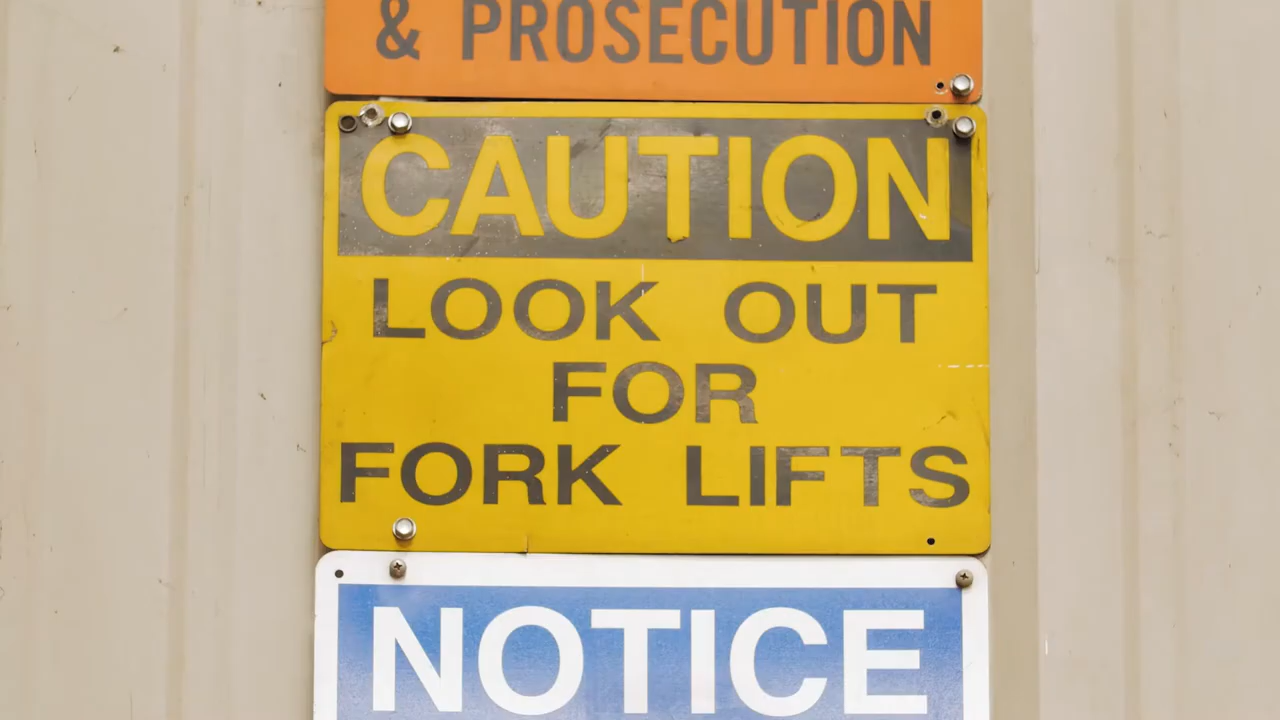 & PROSECUTION
CAUTION
LOOK OUT
FOR
FORK LIFTS
NOTICE